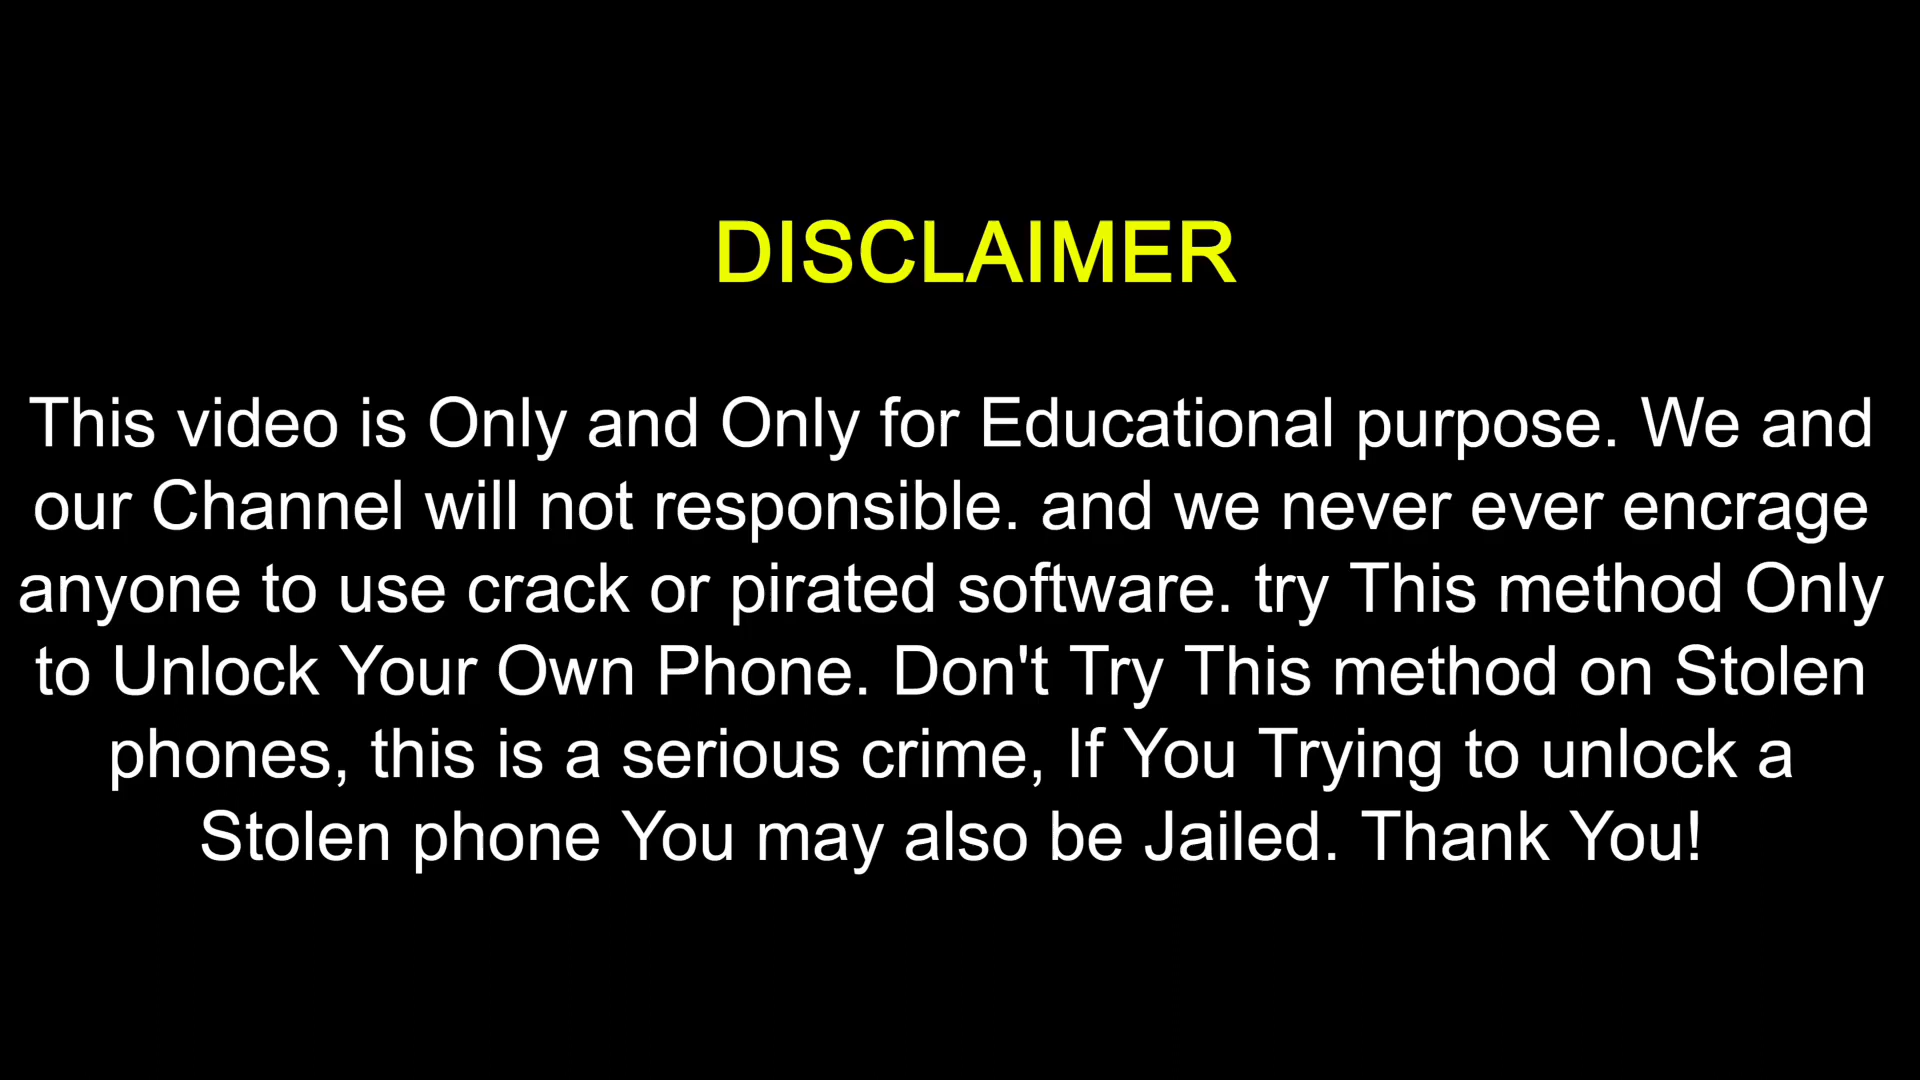 DISCLAIMER
This video is Only and Only for Educational purpose. We and
our Channel will not responsible. and we never ever encrage
anyone to use crack or pirated software. try This method Only
to Unlock Your Own Phone. Don't Try This method on Stolen
phones, this is a serious crime, If You Trying to unlock a
Stolen phone You may also be Jailed. Thank You!